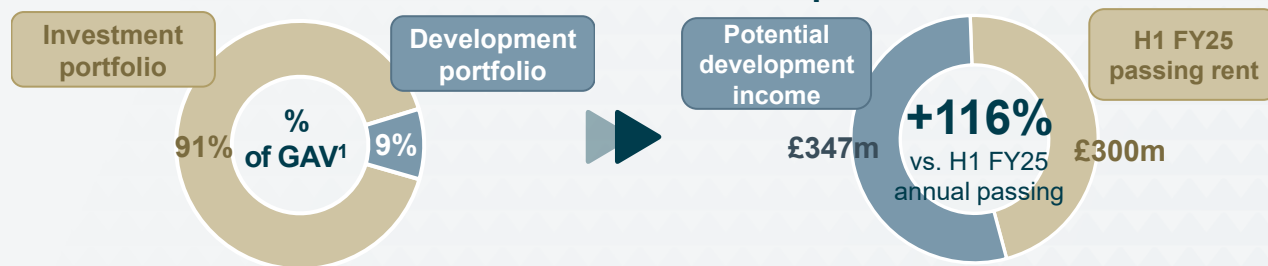 Investment
portfolio
Development
portfolio
91%
%
of GAV1
9%
Potential
development
income
H1 FY25
passing rent
£347m
+116%
vs. H1 FY25
annual passing
£300m